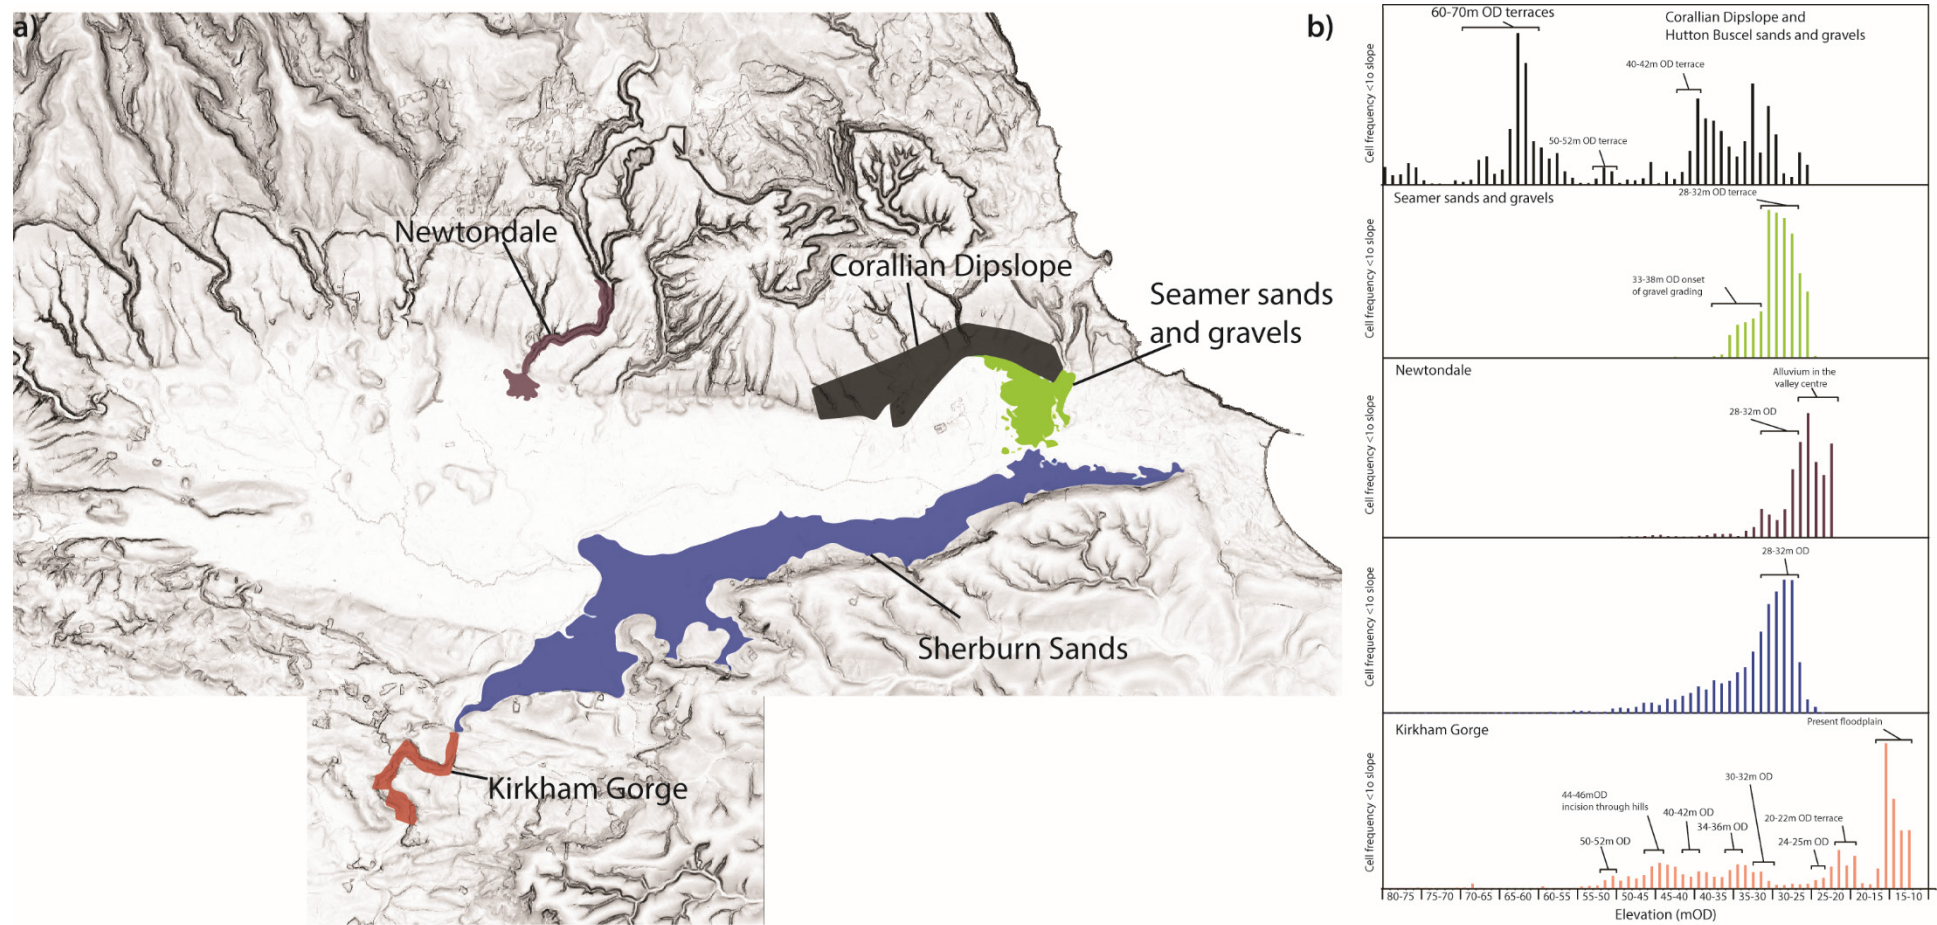 a)
Newtondale
Corallian Dipslope
Seamer sands
and gravels
Sherburn Sands
Kirkham Gorge
b)
60-70m OD terraces
Corallian Dipslope and
Hutton Buscel sands and gravels
40-42m OD terrace
50-52m OD terrace
Cell frequency <1o slope
Seamer sands and gravels
28-32m OD terrace
33-38m OD onset
of gravel grading
Cell frequency <1o slope
Newtondale
Alluvium in the
valley centre
28-32m OD
Cell frequency <1o slope
28-32m OD
Cell frequency <1o slope
Kirkham Gorge
Present floodplain
30-32m OD
44-46mOD
incision through hills
40-42m OD
20-22m OD terrace
34-36m OD
24-25m OD
50-52m OD
Cell frequency <1o slope
80-75 75-70 70-65 65-60 60-55 55-50 50-45 45-40 40-35 35-30 30-25 25-20 20-15 15-10
Elevation (mOD)